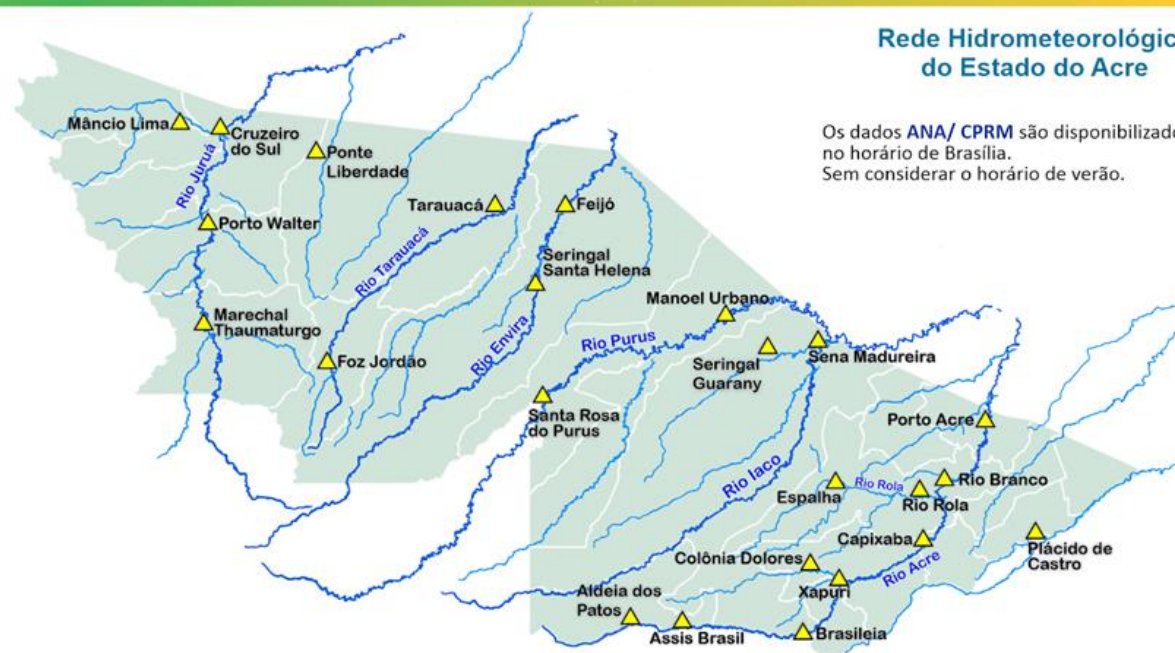 Rede Hidrometeorológic
do Estado do Acre
Os dados ANA/ CPRM são disponibilizado
no horário de Brasília.
Sem considerar o horário de verão.
Mâncio Lima
Cruzeiro
do Sul
Ponte
Liberdade
Rio Juruá
Porto Walter
Tarauacá
Feijó
Rio Tarauacá
Seringal
Santa Helena
Marechal
Thaumaturgo
Foz Jordão
Rio Envira
Manoel Urbano
Rio Purus
Seringal
Guarany
Sena Madureira
Santa Rosa
do Purus
Porto Acre
Rio Iaco
Espalha
Rio Rola
Rio Rola
Rio Branco
Capixaba
Plácido de
Castro
Colônia Dolores
Rio Acre
Xapuri
Aldeia dos
Patos
Assis Brasil
Brasileia